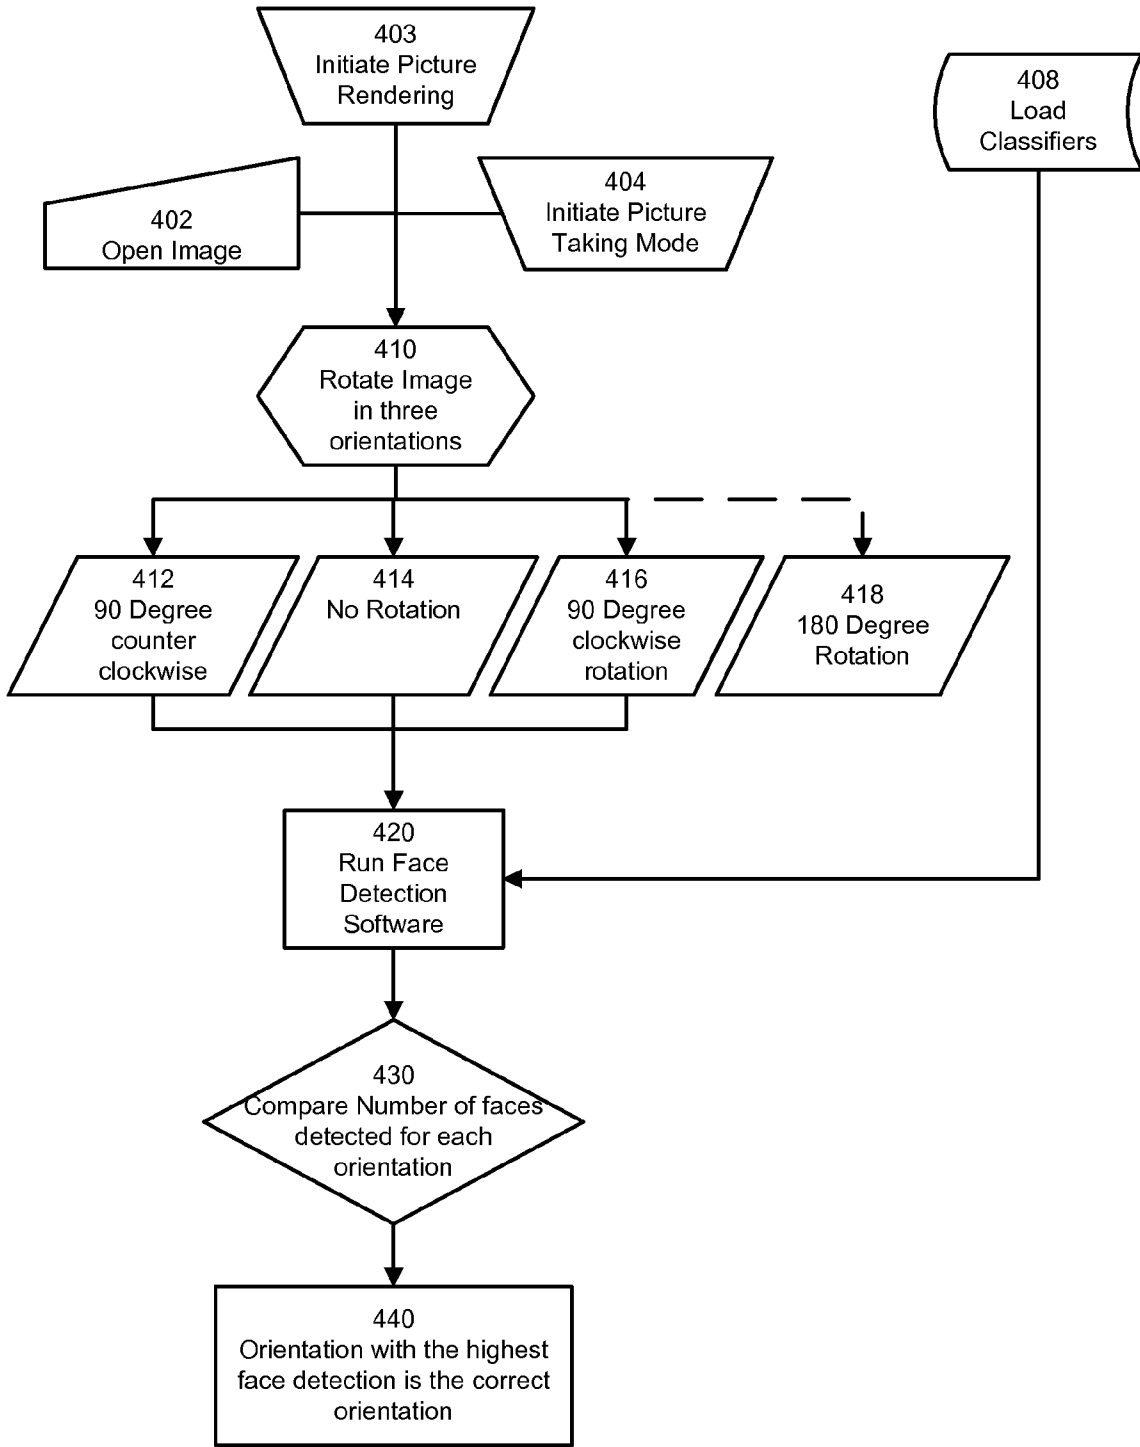 403
Initiate Picture
Rendering
408
Load
Classifiers
402
Open Image
404
Initiate Picture
Taking Mode
410
Rotate Image
in three
orientations
412
90 Degree
counter
clockwise
414
No Rotation
416
90 Degree
clockwise
rotation
418
180 Degree
Rotation
420
Run Face
Detection
Software
430
Compare Number of faces
detected for each
orientation
440
Orientation with the highest
face detection is the correct
orientation